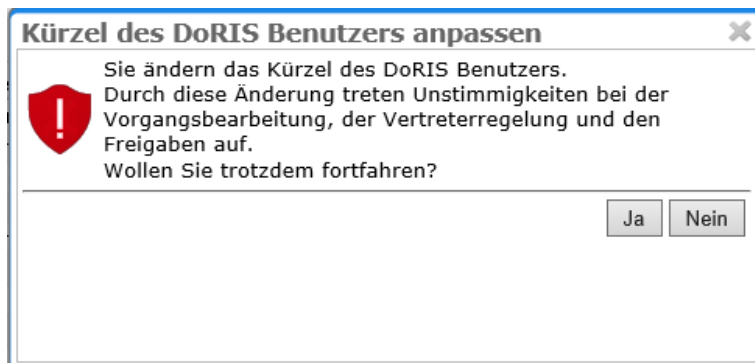 Kürzel des DoRIS Benutzers anpassen
Sie ändern das Kürzel des DoRIS Benutzers.
Durch diese Änderung treten Unstimmigkeiten bei der
Vorgangsbearbeitung, der Vertreterregelung und den
Freigaben auf.
Wollen Sie trotzdem fortfahren?
Ja Nein